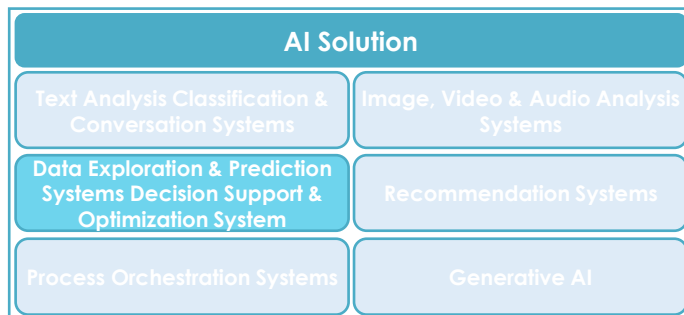 AI Solution
Text Analysis Classification &
Conversation Systems
Image, Video & Audio Analysis
Systems
Data Exploration & Prediction
Systems Decision Support &
Optimization System
Recommendation Systems
Process Orchestration Systems
Generative AI